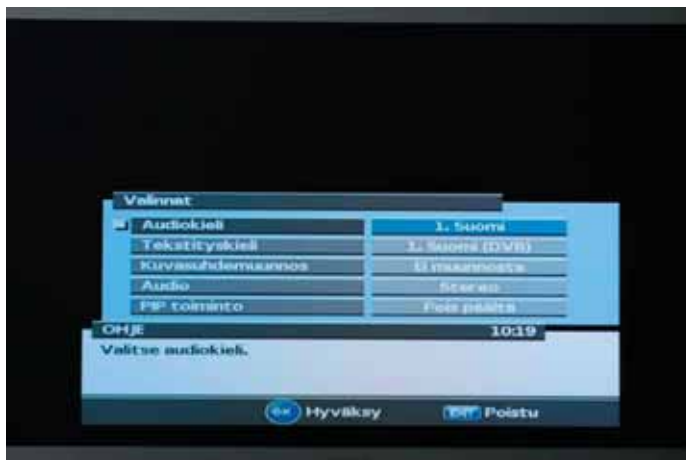 Valinnat
Audiokieli 1. Suomi
Tekstityskieli 1. Suomi (DVB)
Kuvasuhdemuunnos Ei muunnosta
Audio Stereo
PIP toiminto Pois päältä
OHJE 10:19
Valitse audiokieli.
OK Hyväksy EXIT Poistu